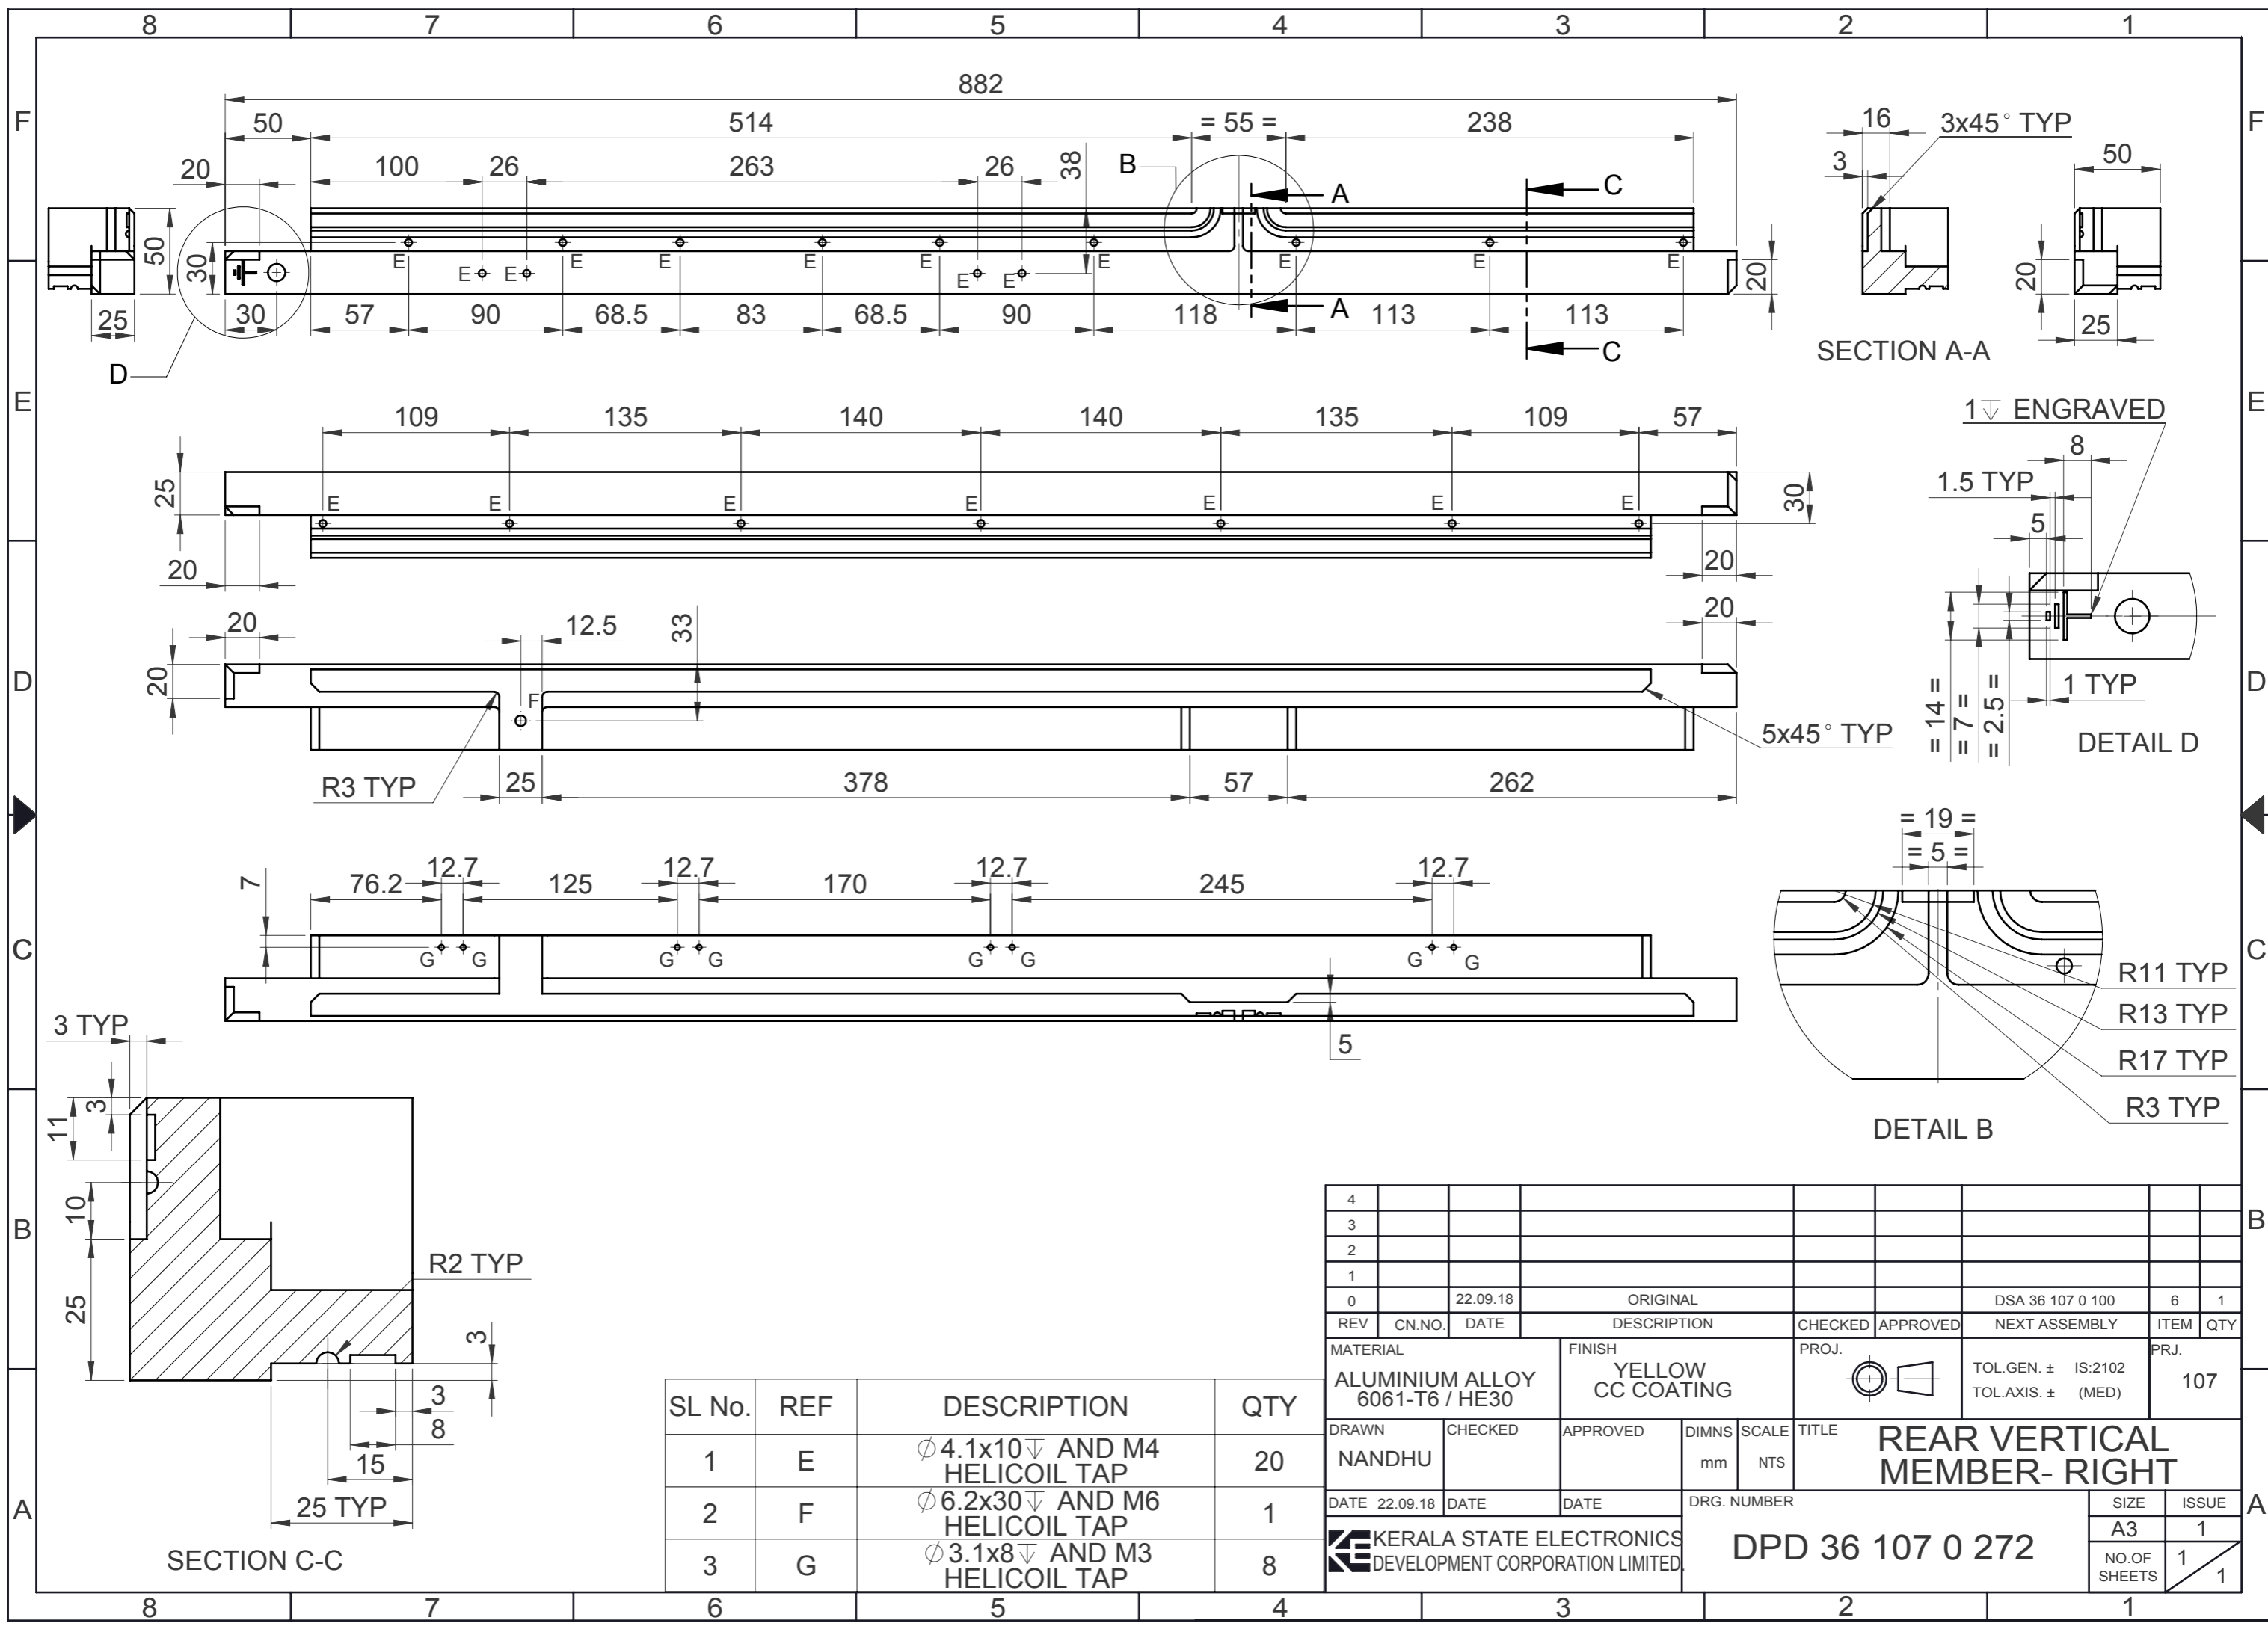 8 7 6 5 4 3 2 1
F
E
D
C
B
A
F
E
D
C
B
A
882
50 514 = 55 = 238
20 100 26 263 26 38 B A C
50 30
E E E E E E E E E
E E E E
20
25 30 57 90 68.5 83 68.5 90 118 A 113 113 C
D
16 3x45° TYP
3
SECTION A-A
50
20
25
109 135 140 140 135 109 57
25 E E E E E E E 30
20 20
1↧ ENGRAVED
8
1.5 TYP
5
= 14 =
= 7 =
= 2.5 =
1 TYP
DETAIL D
20 12.5 33 20
20
F
5x45° TYP
R3 TYP 25 378 57 262
= 19 =
= 5 =
R11 TYP
R13 TYP
R17 TYP
R3 TYP
DETAIL B
7 76.2 12.7 125 12.7 170 12.7 245 12.7
G G G G G G G G
5
3 TYP
3
11
10
25
R2 TYP
3
3
8
15
25 TYP
SECTION C-C
SL No. REF DESCRIPTION QTY
1 E ∅4.1x10↧ AND M4 HELICOIL TAP 20
2 F ∅6.2x30↧ AND M6 HELICOIL TAP 1
3 G ∅3.1x8↧ AND M3 HELICOIL TAP 8
4
3
2
1
0 22.09.18 ORIGINAL DSA 36 107 0 100 6 1
REV CN.NO. DATE DESCRIPTION CHECKED APPROVED NEXT ASSEMBLY ITEM QTY
MATERIAL
ALUMINIUM ALLOY
6061-T6 / HE30
FINISH
YELLOW
CC COATING
PROJ.
TOL.GEN. ± IS:2102
TOL.AXIS. ± (MED)
PRJ.
107
DRAWN
NANDHU
CHECKED
APPROVED
DIMNS
mm
SCALE
NTS
TITLE
REAR VERTICAL
MEMBER- RIGHT
DATE 22.09.18 DATE DATE
KERALA STATE ELECTRONICS
DEVELOPMENT CORPORATION LIMITED.
DRG. NUMBER
DPD 36 107 0 272
SIZE
A3
ISSUE
1
NO.OF
SHEETS
1
1
8 7 6 5 4 3 2 1